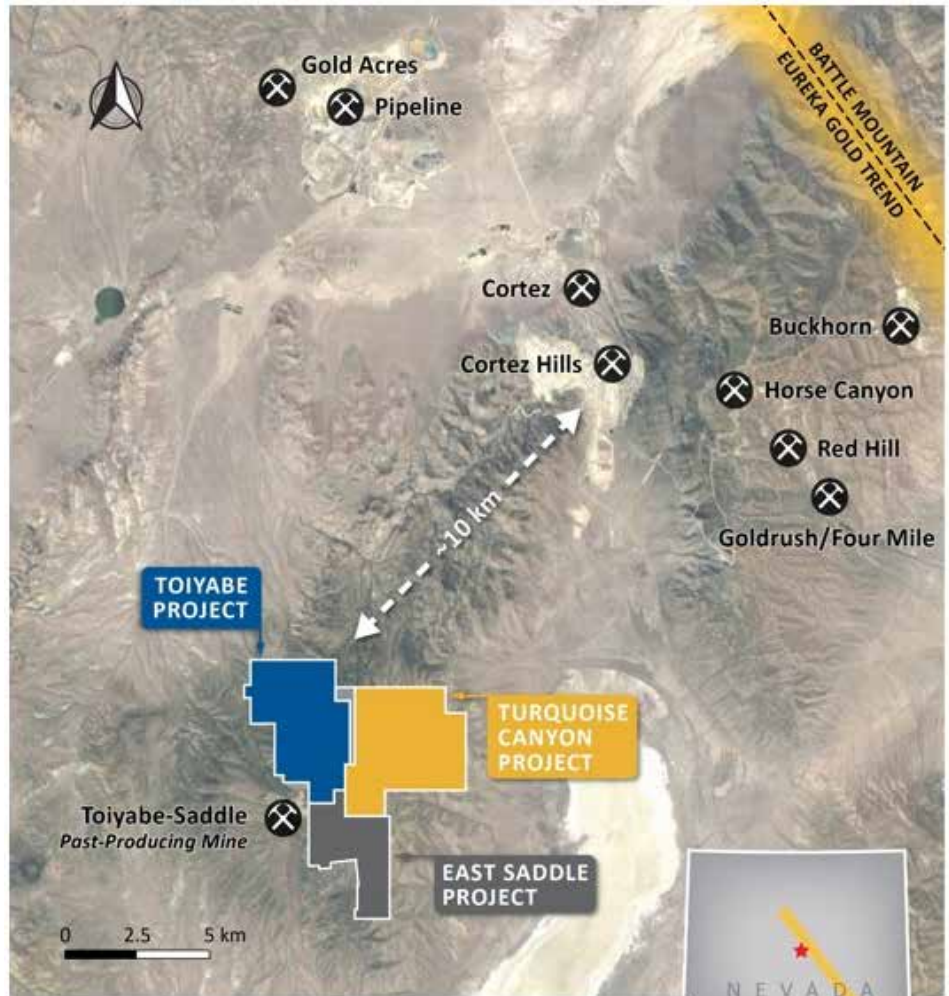 BATTLE MOUNTAIN
EUREKA GOLD TREND
Gold Acres
Pipeline
Cortez
Buckhorn
Cortez Hills
Horse Canyon
Red Hill
Goldrush/Four Mile
~10 km
TOIYABE
PROJECT
TURQUOISE
CANYON
PROJECT
Toiyabe-Saddle
Past-Producing Mine
EAST SADDLE
PROJECT
0 2.5 5 km
NEVADA